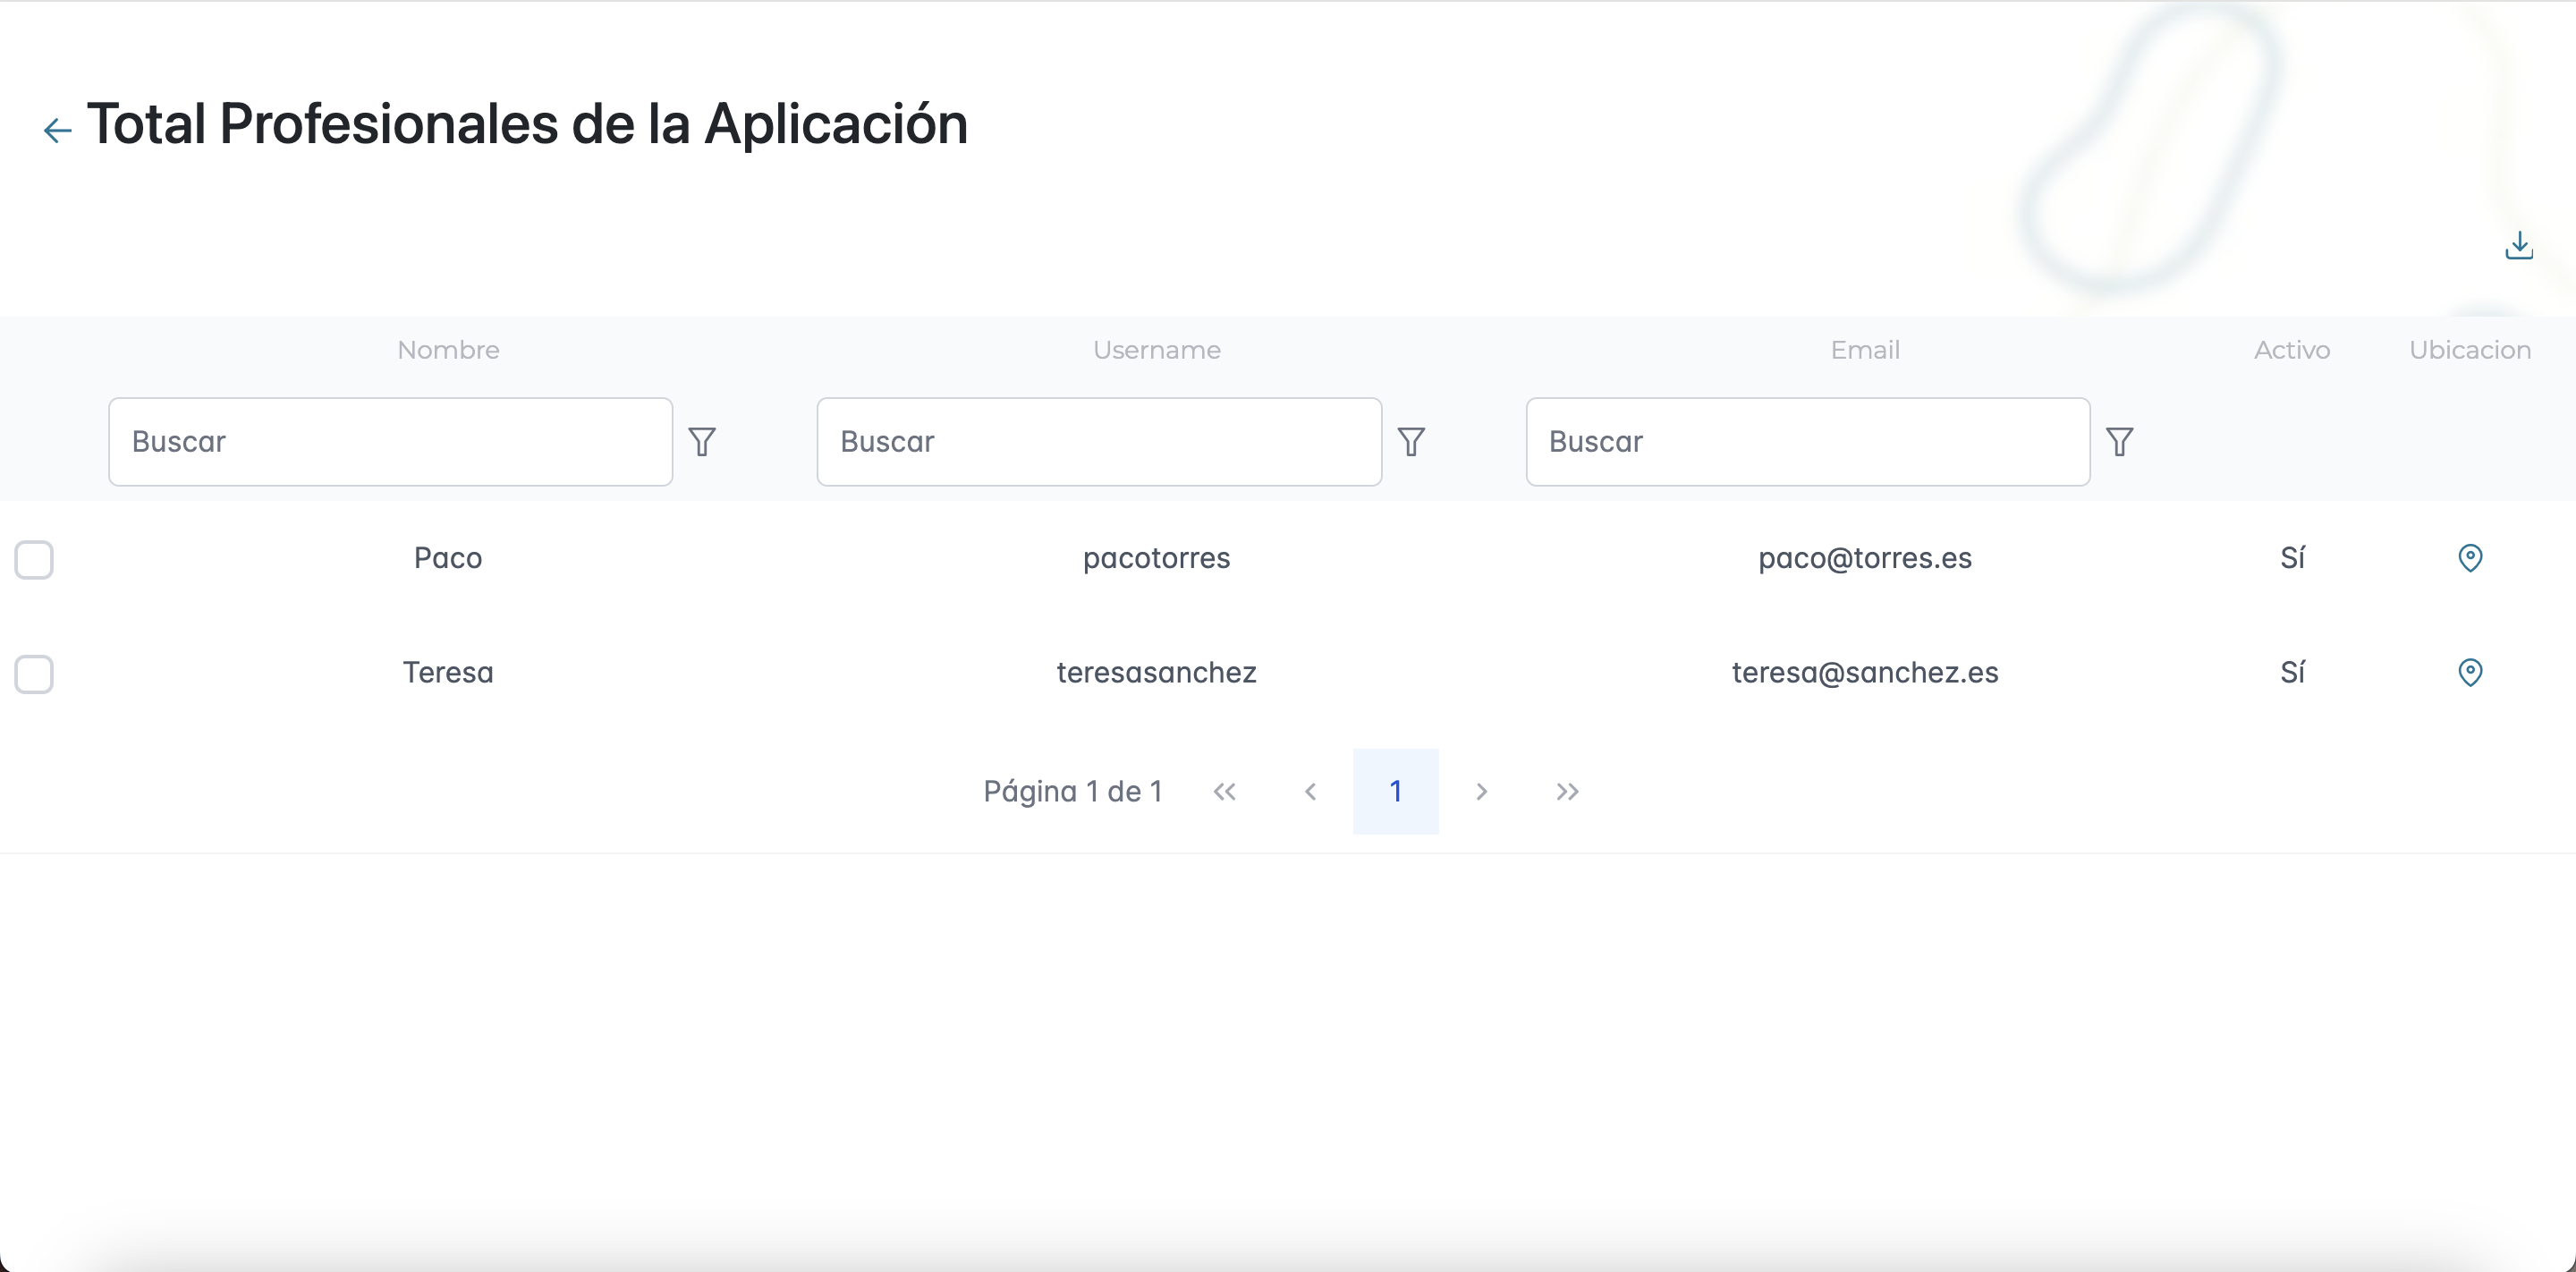 Total Profesionales de la Aplicación
Nombre Username Email Activo Ubicacion
Buscar Buscar Buscar
Paco pacotorres paco@torres.es Sí
Teresa teresasanchez teresa@sanchez.es Sí
Página 1 de 1 « ‹ 1 › »